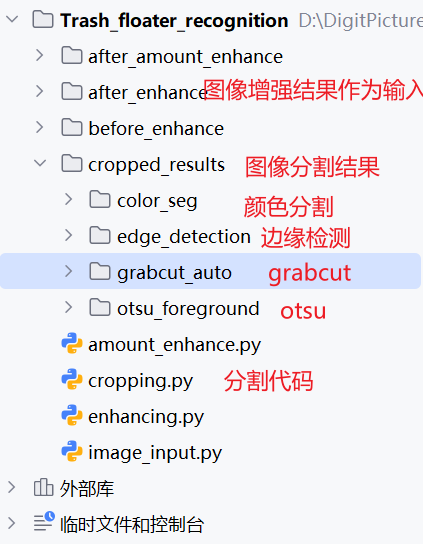 Trash_floater_recognition D:\DigitPicture
after_amount_enhance
after_enhance 图像增强结果作为输入
before_enhance
cropped_results 图像分割结果
color_seg 颜色分割
edge_detection 边缘检测
grabcut_auto grabcut
otsu_foreground otsu
amount_enhance.py
cropping.py 分割代码
enhancing.py
image_input.py
外部库
临时文件和控制台